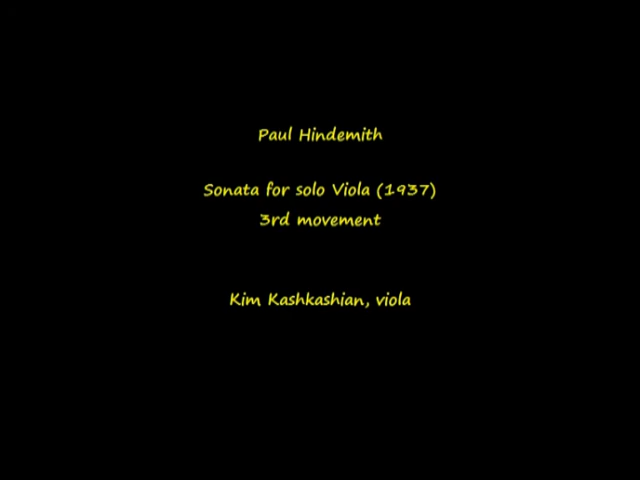 Paul Hindemith
Sonata for solo Viola (1937)
3rd movement
Kim Kashkashian, viola